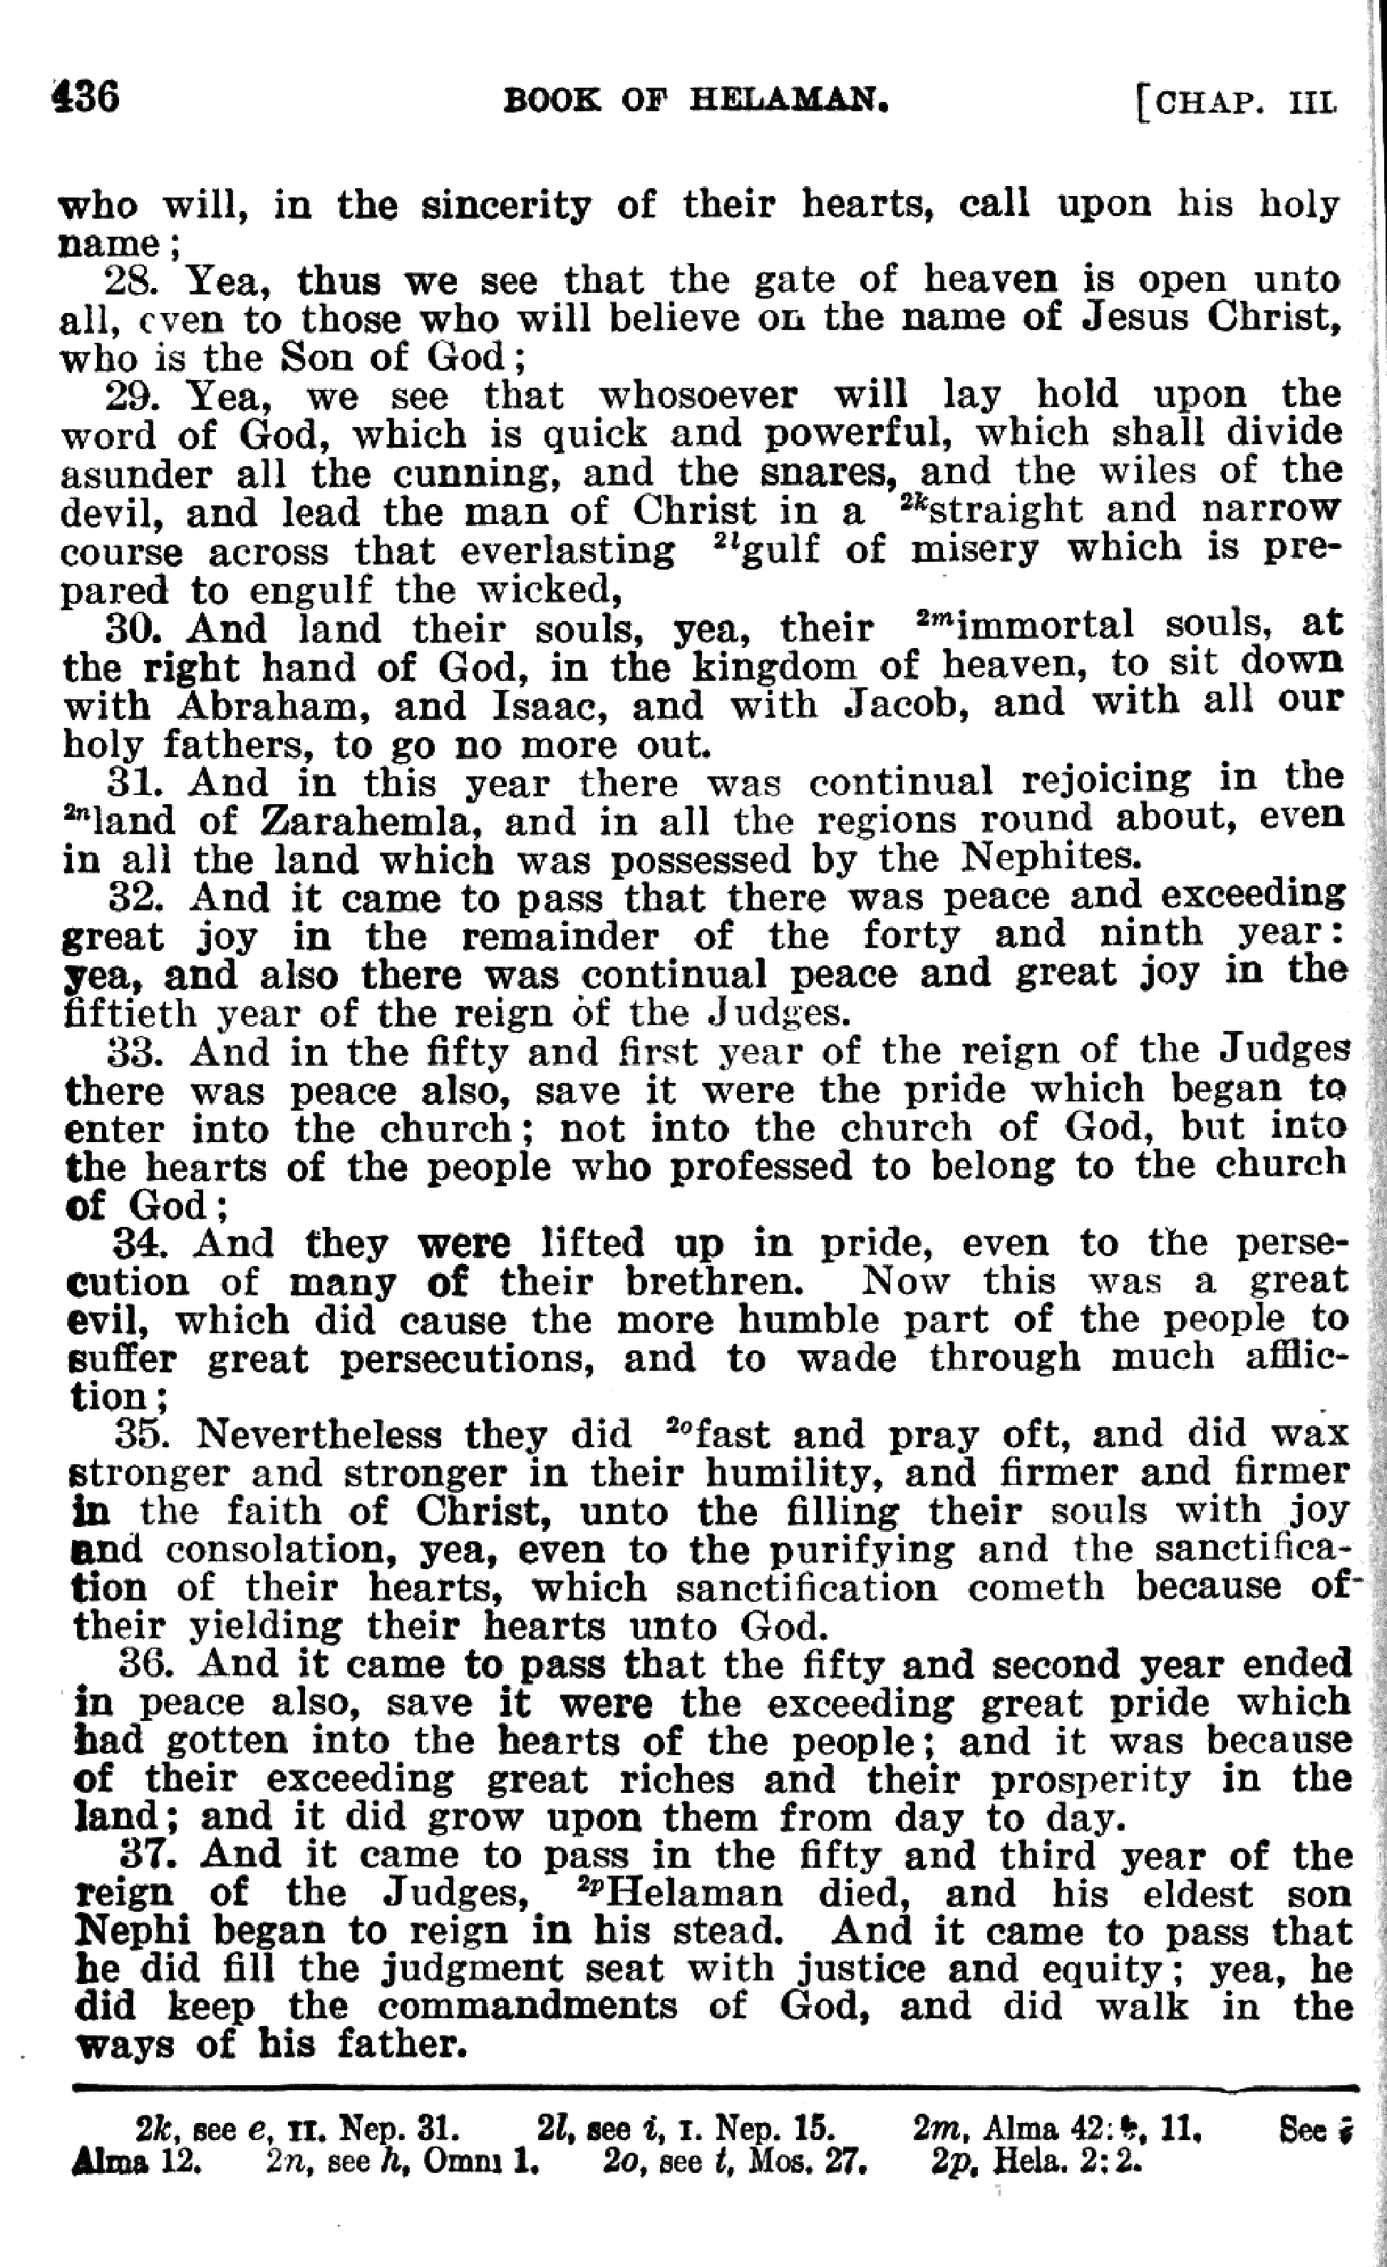 436 BOOK OF HELAMAN. [CHAP. III.
who will, in the sincerity of their hearts, call upon his holy
name;
28. Yea, thus we see that the gate of heaven is open unto
all, even to those who will believe on the name of Jesus Christ,
who is the Son of God;
29. Yea, we see that whosoever will lay hold upon the
word of God, which is quick and powerful, which shall divide
asunder all the cunning, and the snares, and the wiles of the
devil, and lead the man of Christ in a 2kstraight and narrow
course across that everlasting 2lgulf of misery which is pre-
pared to engulf the wicked,
30. And land their souls, yea, their 2mimmortal souls, at
the right hand of God, in the kingdom of heaven, to sit down
with Abraham, and Isaac, and with Jacob, and with all our
holy fathers, to go no more out.
31. And in this year there was continual rejoicing in the
2nland of Zarahemla, and in all the regions round about, even
in all the land which was possessed by the Nephites.
32. And it came to pass that there was peace and exceeding
great joy in the remainder of the forty and ninth year:
yea, and also there was continual peace and great joy in the
fiftieth year of the reign of the Judges.
33. And in the fifty and first year of the reign of the Judges
there was peace also, save it were the pride which began to
enter into the church; not into the church of God, but into
the hearts of the people who professed to belong to the church
of God;
34. And they were lifted up in pride, even to the perse-
cution of many of their brethren. Now this was a great
evil, which did cause the more humble part of the people to
suffer great persecutions, and to wade through much afflic-
tion;
35. Nevertheless they did 2ofast and pray oft, and did wax
stronger and stronger in their humility, and firmer and firmer
in the faith of Christ, unto the filling their souls with joy
and consolation, yea, even to the purifying and the sanctifica-
tion of their hearts, which sanctification cometh because of
their yielding their hearts unto God.
36. And it came to pass that the fifty and second year ended
in peace also, save it were the exceeding great pride which
had gotten into the hearts of the people; and it was because
of their exceeding great riches and their prosperity in the
land; and it did grow upon them from day to day.
37. And it came to pass in the fifty and third year of the
reign of the Judges, 2pHelaman died, and his eldest son
Nephi began to reign in his stead. And it came to pass that
he did fill the judgment seat with justice and equity; yea, he
did keep the commandments of God, and did walk in the
ways of his father.
2k, see e, II. Nep. 31. 2l, see i, I. Nep. 15. 2m, Alma 42: 11. See
Alma 12. 2n, see h, Omni 1. 2o, see t, Mos. 27. 2p, Hela. 2:2.